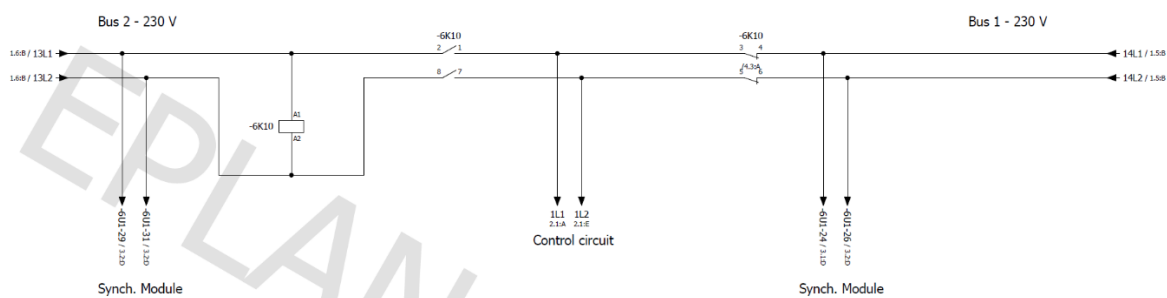 Bus 2 - 230 V
Bus 1 - 230 V
-6K10
-6K10
1.6:B / 13L1
2 1
3 4
14L1 / 1.5:B
/4.3:A
1.6:B / 13L2
8 7
5 6
14L2 / 1.5:B
A1
-6K10
A2
-6U1-29 / 3.2:D
-6U1-31 / 3.2:D
1L1 1L2
2.1:A 2.1:E
-6U1-24 / 3.1:D
-6U1-26 / 3.2:D
Control circuit
Synch. Module
Synch. Module
EPLAN